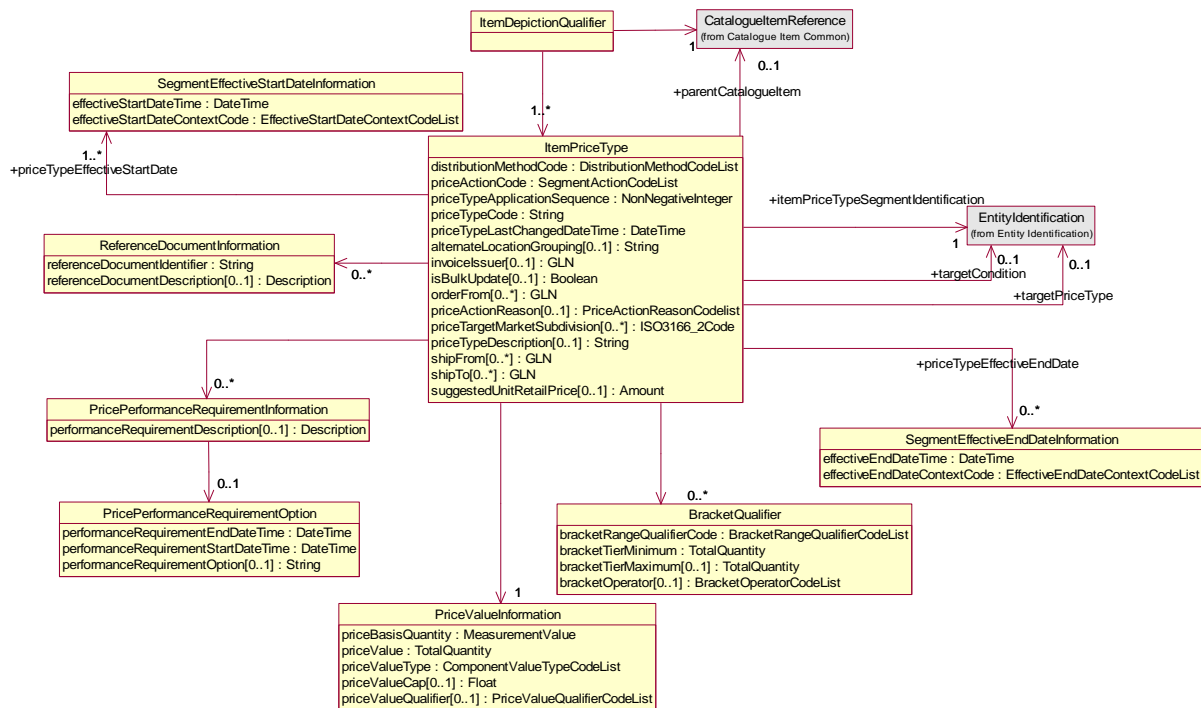 ItemDepictionQualifier
CatalogueItemReference
(from Catalogue Item Common)
1
0..1
+parentCatalogueItem
1..*
SegmentEffectiveStartDateInformation
effectiveStartDateTime : DateTime
effectiveStartDateContextCode : EffectiveStartDateContextCodeList
1..*
+priceTypeEffectiveStartDate
ItemPriceType
distributionMethodCode : DistributionMethodCodeList
priceActionCode : SegmentActionCodeList
priceTypeApplicationSequence : NonNegativeInteger
priceTypeCode : String
priceTypeLastChangedDateTime : DateTime
alternateLocationGrouping[0..1] : String
invoiceIssuer[0..1] : GLN
isBulkUpdate[0..1] : Boolean
orderFrom[0..*] : GLN
priceActionReason[0..1] : PriceActionReasonCodelist
priceTargetMarketSubdivision[0..*] : ISO3166_2Code
priceTypeDescription[0..1] : String
shipFrom[0..*] : GLN
shipTo[0..*] : GLN
suggestedUnitRetailPrice[0..1] : Amount
+itemPriceTypeSegmentIdentification
EntityIdentification
(from Entity Identification)
1
0..1
0..1
+targetCondition
+targetPriceType
ReferenceDocumentInformation
referenceDocumentIdentifier : String
referenceDocumentDescription[0..1] : Description
0..*
+priceTypeEffectiveEndDate
0..*
0..*
PricePerformanceRequirementInformation
performanceRequirementDescription[0..1] : Description
SegmentEffectiveEndDateInformation
effectiveEndDateTime : DateTime
effectiveEndDateContextCode : EffectiveEndDateContextCodeList
0..1
PricePerformanceRequirementOption
performanceRequirementEndDateTime : DateTime
performanceRequirementStartDateTime : DateTime
performanceRequirementOption[0..1] : String
0..*
BracketQualifier
bracketRangeQualifierCode : BracketRangeQualifierCodeList
bracketTierMinimum : TotalQuantity
bracketTierMaximum[0..1] : TotalQuantity
bracketOperator[0..1] : BracketOperatorCodeList
1
PriceValueInformation
priceBasisQuantity : MeasurementValue
priceValue : TotalQuantity
priceValueType : ComponentValueTypeCodeList
priceValueCap[0..1] : Float
priceValueQualifier[0..1] : PriceValueQualifierCodeList